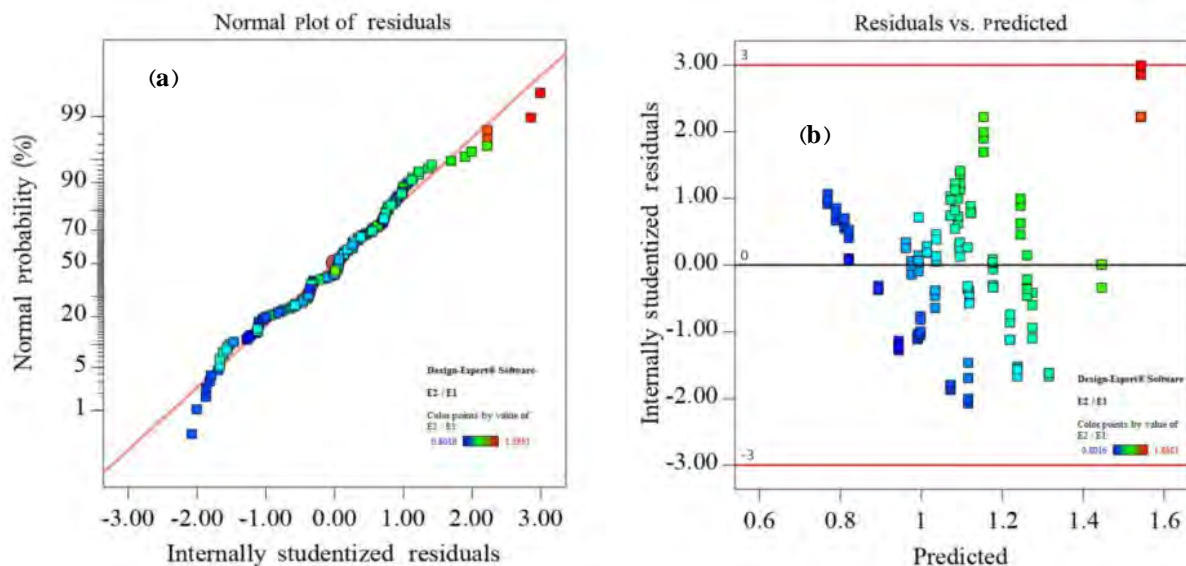 Normal Plot of residuals
(a)
Normal probability (%)
99
90
70
50
20
5
1
Design-Expert® Software
E2 / E1
Color points by value of
E2 / E1:
-3.00 -2.00 -1.00 0.00 1.00 2.00 3.00
Internally studentized residuals
Residuals vs. Predicted
(b)
Internally studentized residuals
3.00
2.00
1.00
0.00
-1.00
-2.00
-3.00
3
0
-3
Design-Expert® Software
E2 / E1
Color points by value of
E2 / E1:
0.6 0.8 1 1.2 1.4 1.6
Predicted